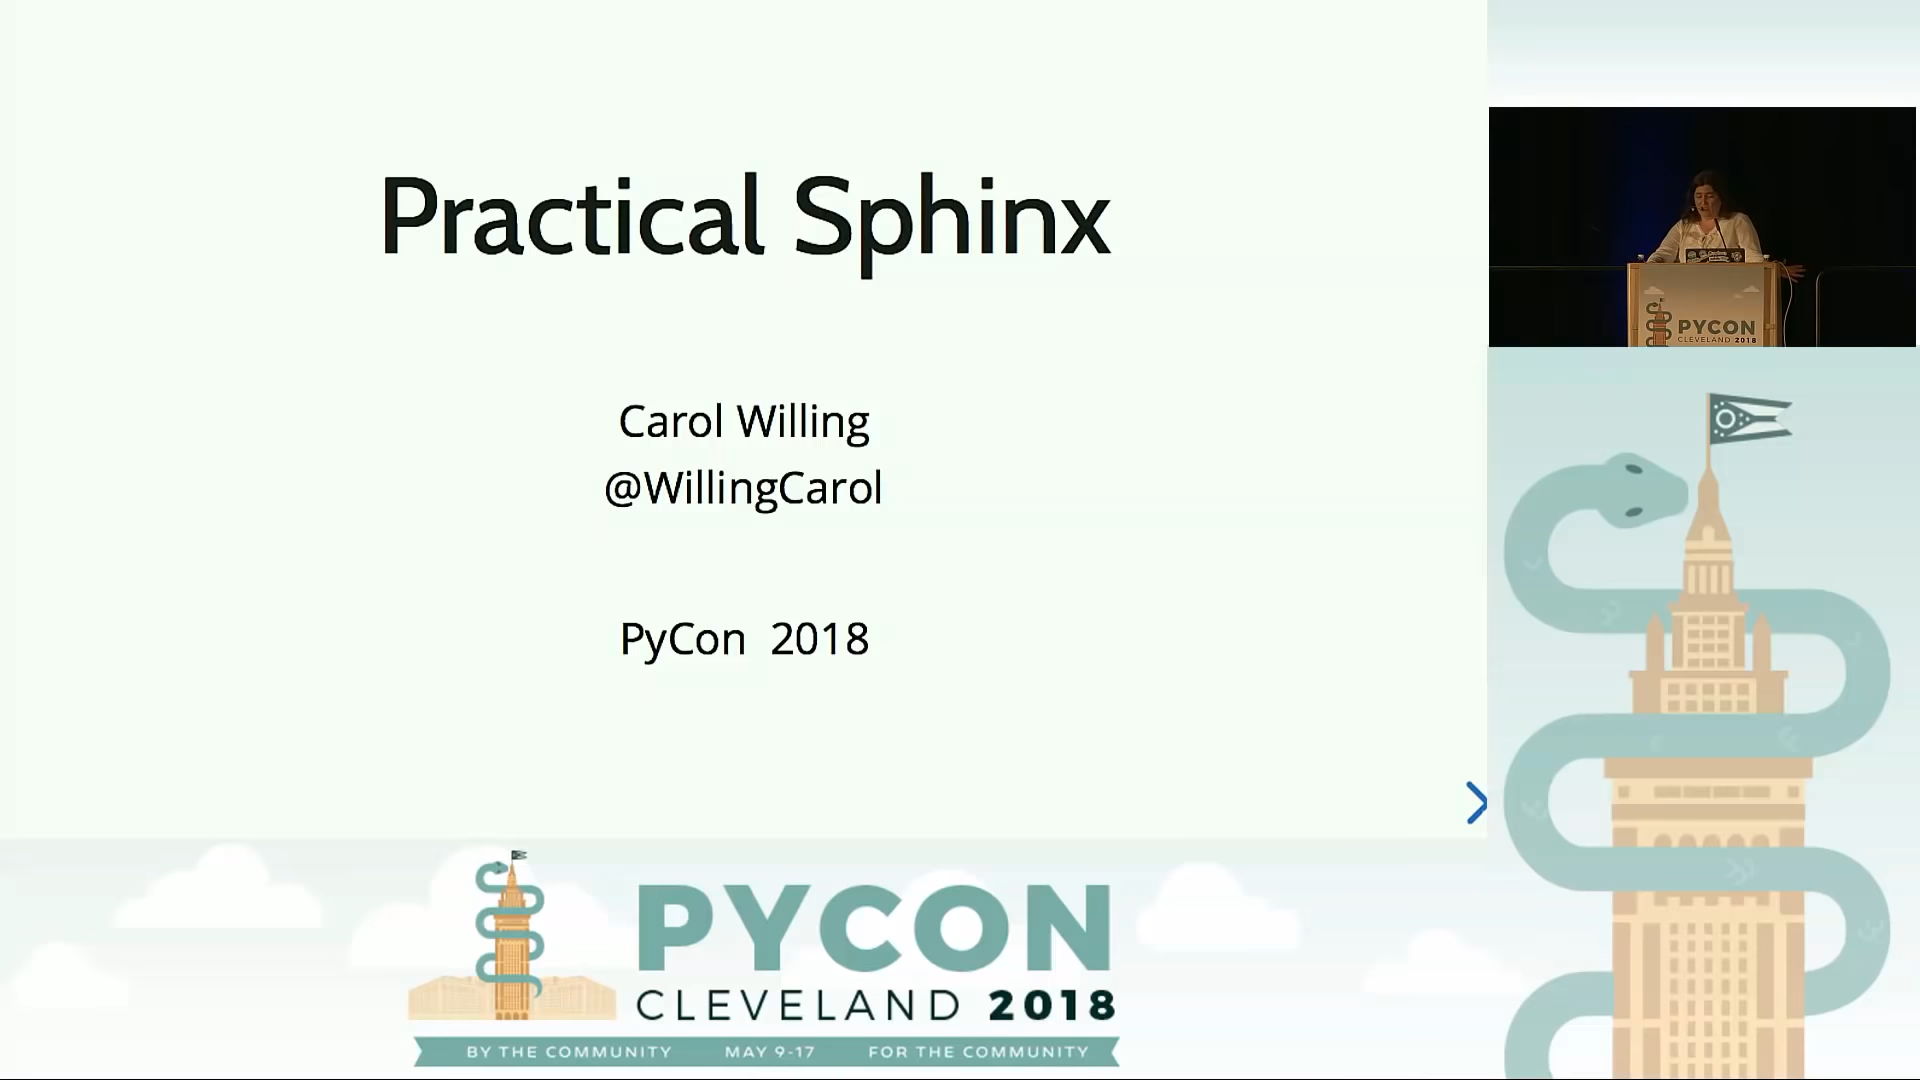 Practical Sphinx
Carol Willing
@WillingCarol
PyCon 2018
PYCON
CLEVELAND 2018
PYCON
CLEVELAND 2018
BY THE COMMUNITY MAY 9-17 FOR THE COMMUNITY